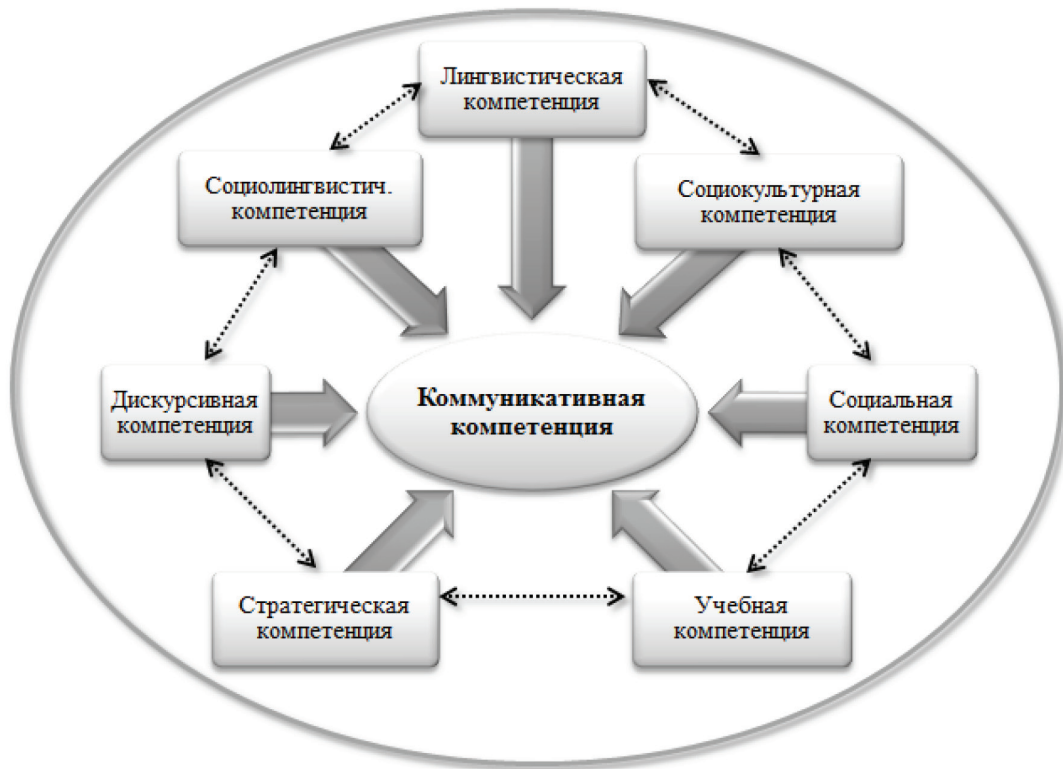 Лингвистическая
компетенция
Социолингвистич.
компетенция
Социокультурная
компетенция
Дискурсивная
компетенция
Коммуникативная
компетенция
Социальная
компетенция
Стратегическая
компетенция
Учебная
компетенция